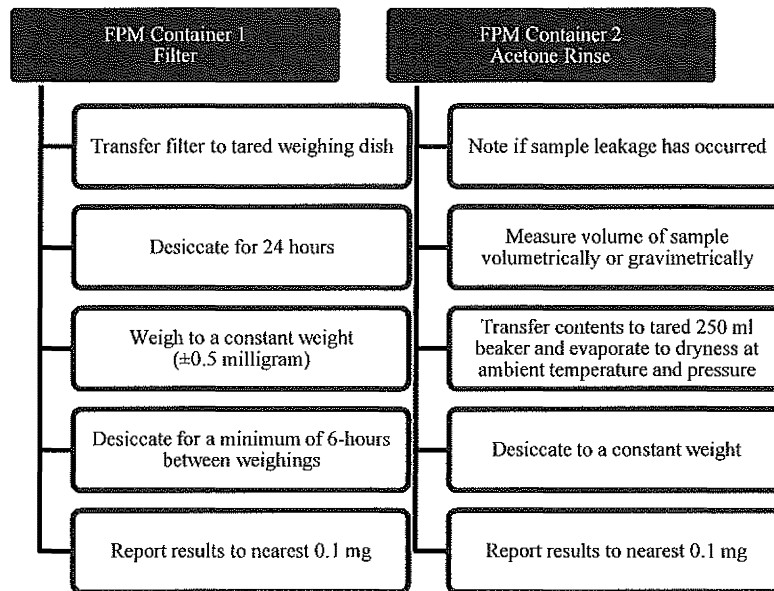 FPM Container 1
Filter
Transfer filter to tared weighing dish
Desiccate for 24 hours
Weigh to a constant weight
(±0.5 milligram)
Desiccate for a minimum of 6-hours
between weighings
Report results to nearest 0.1 mg
FPM Container 2
Acetone Rinse
Note if sample leakage has occurred
Measure volume of sample
volumetrically or gravimetrically
Transfer contents to tared 250 ml
beaker and evaporate to dryness at
ambient temperature and pressure
Desiccate to a constant weight
Report results to nearest 0.1 mg